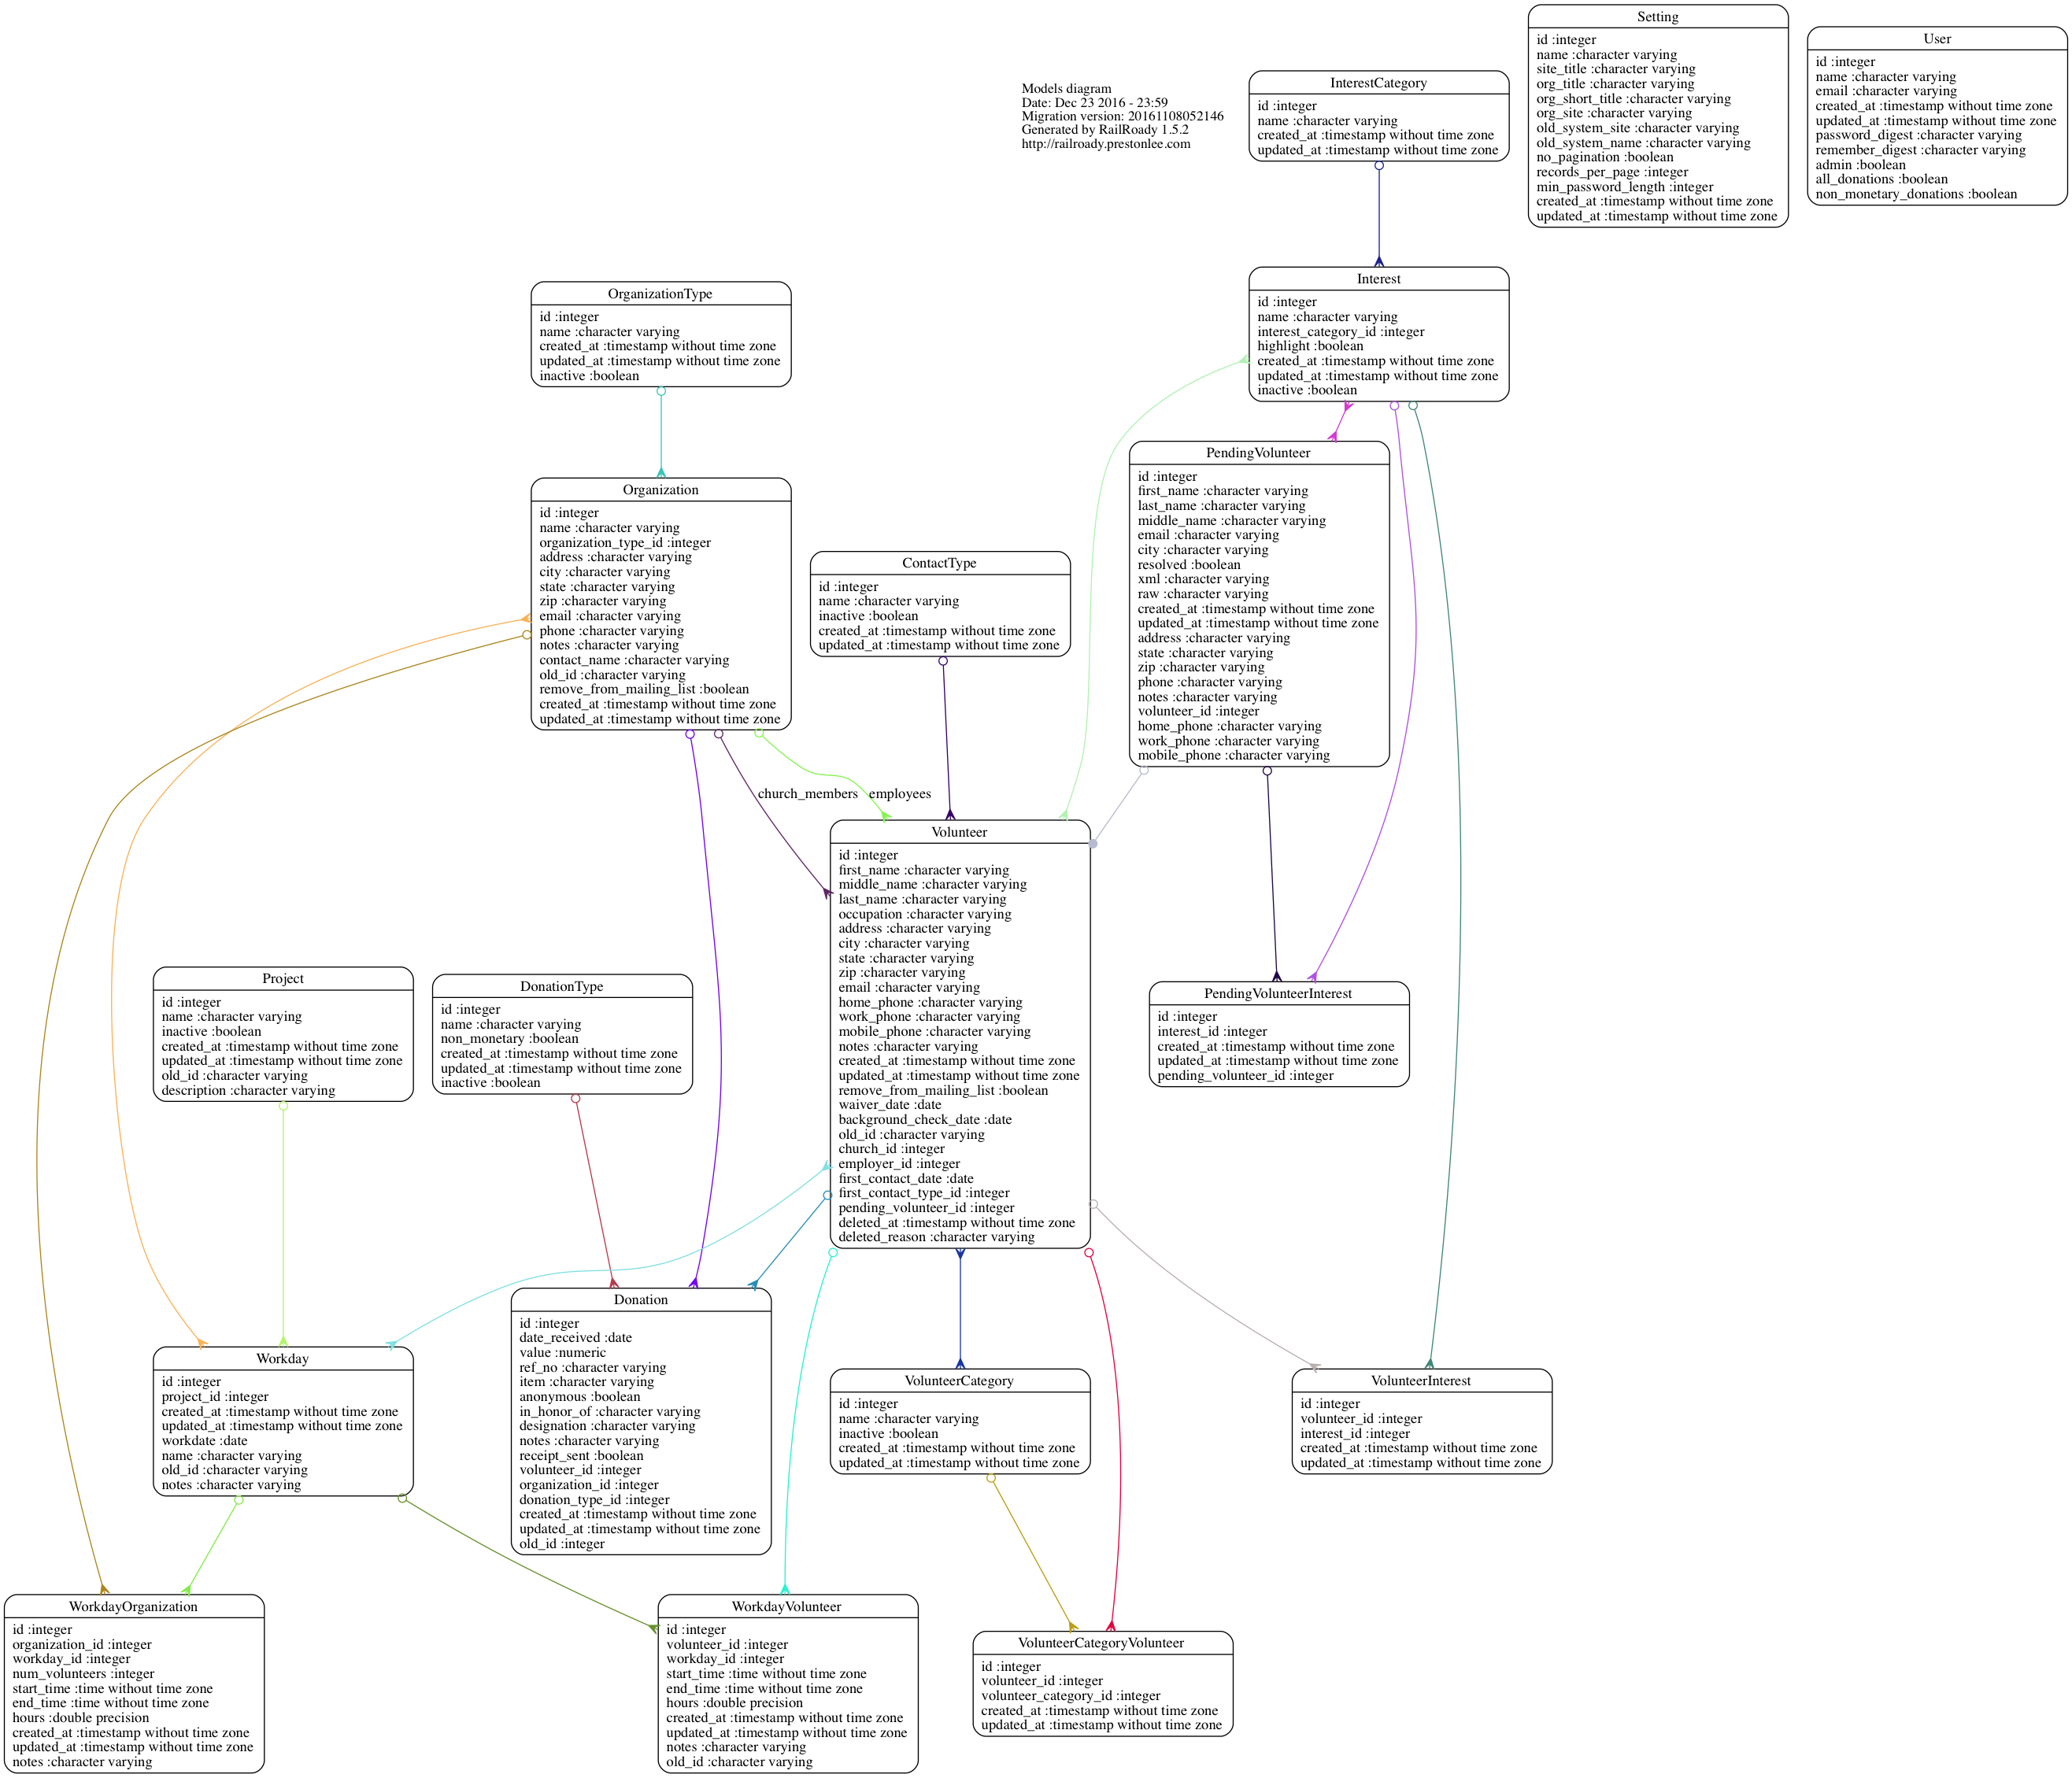 Setting
id :integer
name :character varying
site_title :character varying
org_title :character varying
org_short_title :character varying
org_site :character varying
old_system_site :character varying
old_system_name :character varying
no_pagination :boolean
records_per_page :integer
min_password_length :integer
created_at :timestamp without time zone
updated_at :timestamp without time zone
User
id :integer
name :character varying
email :character varying
created_at :timestamp without time zone
updated_at :timestamp without time zone
password_digest :character varying
remember_digest :character varying
admin :boolean
all_donations :boolean
non_monetary_donations :boolean
Models diagram
Date: Dec 23 2016 - 23:59
Migration version: 20161108052146
Generated by RailRoady 1.5.2
http://railroady.prestonlee.com
InterestCategory
id :integer
name :character varying
created_at :timestamp without time zone
updated_at :timestamp without time zone
Interest
id :integer
name :character varying
interest_category_id :integer
highlight :boolean
created_at :timestamp without time zone
updated_at :timestamp without time zone
inactive :boolean
OrganizationType
id :integer
name :character varying
created_at :timestamp without time zone
updated_at :timestamp without time zone
inactive :boolean
Organization
id :integer
name :character varying
organization_type_id :integer
address :character varying
city :character varying
state :character varying
zip :character varying
email :character varying
phone :character varying
notes :character varying
contact_name :character varying
old_id :character varying
remove_from_mailing_list :boolean
created_at :timestamp without time zone
updated_at :timestamp without time zone
ContactType
id :integer
name :character varying
inactive :boolean
created_at :timestamp without time zone
updated_at :timestamp without time zone
PendingVolunteer
id :integer
first_name :character varying
last_name :character varying
middle_name :character varying
email :character varying
city :character varying
resolved :boolean
xml :character varying
raw :character varying
created_at :timestamp without time zone
updated_at :timestamp without time zone
address :character varying
state :character varying
zip :character varying
phone :character varying
notes :character varying
volunteer_id :integer
home_phone :character varying
work_phone :character varying
mobile_phone :character varying
church_members
employees
Volunteer
id :integer
first_name :character varying
middle_name :character varying
last_name :character varying
occupation :character varying
address :character varying
city :character varying
state :character varying
zip :character varying
email :character varying
home_phone :character varying
work_phone :character varying
mobile_phone :character varying
notes :character varying
created_at :timestamp without time zone
updated_at :timestamp without time zone
remove_from_mailing_list :boolean
waiver_date :date
background_check_date :date
old_id :character varying
church_id :integer
employer_id :integer
first_contact_date :date
first_contact_type_id :integer
pending_volunteer_id :integer
deleted_at :timestamp without time zone
deleted_reason :character varying
Project
id :integer
name :character varying
inactive :boolean
created_at :timestamp without time zone
updated_at :timestamp without time zone
old_id :character varying
description :character varying
DonationType
id :integer
name :character varying
non_monetary :boolean
created_at :timestamp without time zone
updated_at :timestamp without time zone
inactive :boolean
PendingVolunteerInterest
id :integer
interest_id :integer
created_at :timestamp without time zone
updated_at :timestamp without time zone
pending_volunteer_id :integer
Workday
id :integer
project_id :integer
created_at :timestamp without time zone
updated_at :timestamp without time zone
workdate :date
name :character varying
old_id :character varying
notes :character varying
Donation
id :integer
date_received :date
value :numeric
ref_no :character varying
item :character varying
anonymous :boolean
in_honor_of :character varying
designation :character varying
notes :character varying
receipt_sent :boolean
volunteer_id :integer
organization_id :integer
donation_type_id :integer
created_at :timestamp without time zone
updated_at :timestamp without time zone
old_id :integer
VolunteerCategory
id :integer
name :character varying
inactive :boolean
created_at :timestamp without time zone
updated_at :timestamp without time zone
VolunteerInterest
id :integer
volunteer_id :integer
interest_id :integer
created_at :timestamp without time zone
updated_at :timestamp without time zone
WorkdayOrganization
id :integer
organization_id :integer
workday_id :integer
num_volunteers :integer
start_time :time without time zone
end_time :time without time zone
hours :double precision
created_at :timestamp without time zone
updated_at :timestamp without time zone
notes :character varying
WorkdayVolunteer
id :integer
volunteer_id :integer
workday_id :integer
start_time :time without time zone
end_time :time without time zone
hours :double precision
created_at :timestamp without time zone
updated_at :timestamp without time zone
notes :character varying
old_id :character varying
VolunteerCategoryVolunteer
id :integer
volunteer_id :integer
volunteer_category_id :integer
created_at :timestamp without time zone
updated_at :timestamp without time zone